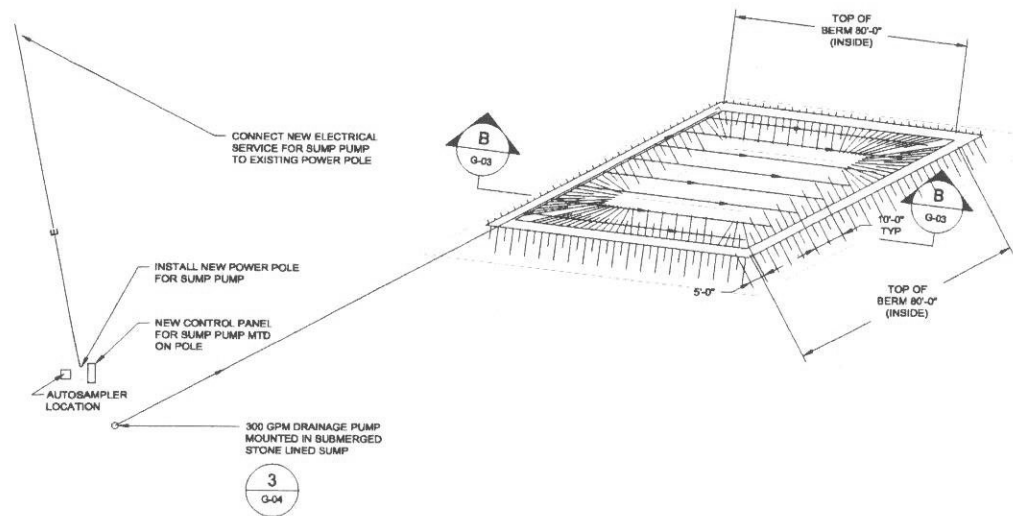 TOP OF
BERM 80'-0"
(INSIDE)
CONNECT NEW ELECTRICAL
SERVICE FOR SUMP PUMP
TO EXISTING POWER POLE
B
G-03
B
G-03
10'-0"
TYP
E
INSTALL NEW POWER POLE
FOR SUMP PUMP
5'-0"
TOP OF
BERM 80'-0"
(INSIDE)
NEW CONTROL PANEL
FOR SUMP PUMP MTD
ON POLE
AUTOSAMPLER
LOCATION
300 GPM DRAINAGE PUMP
MOUNTED IN SUBMERGED
STONE LINED SUMP
3
G-04